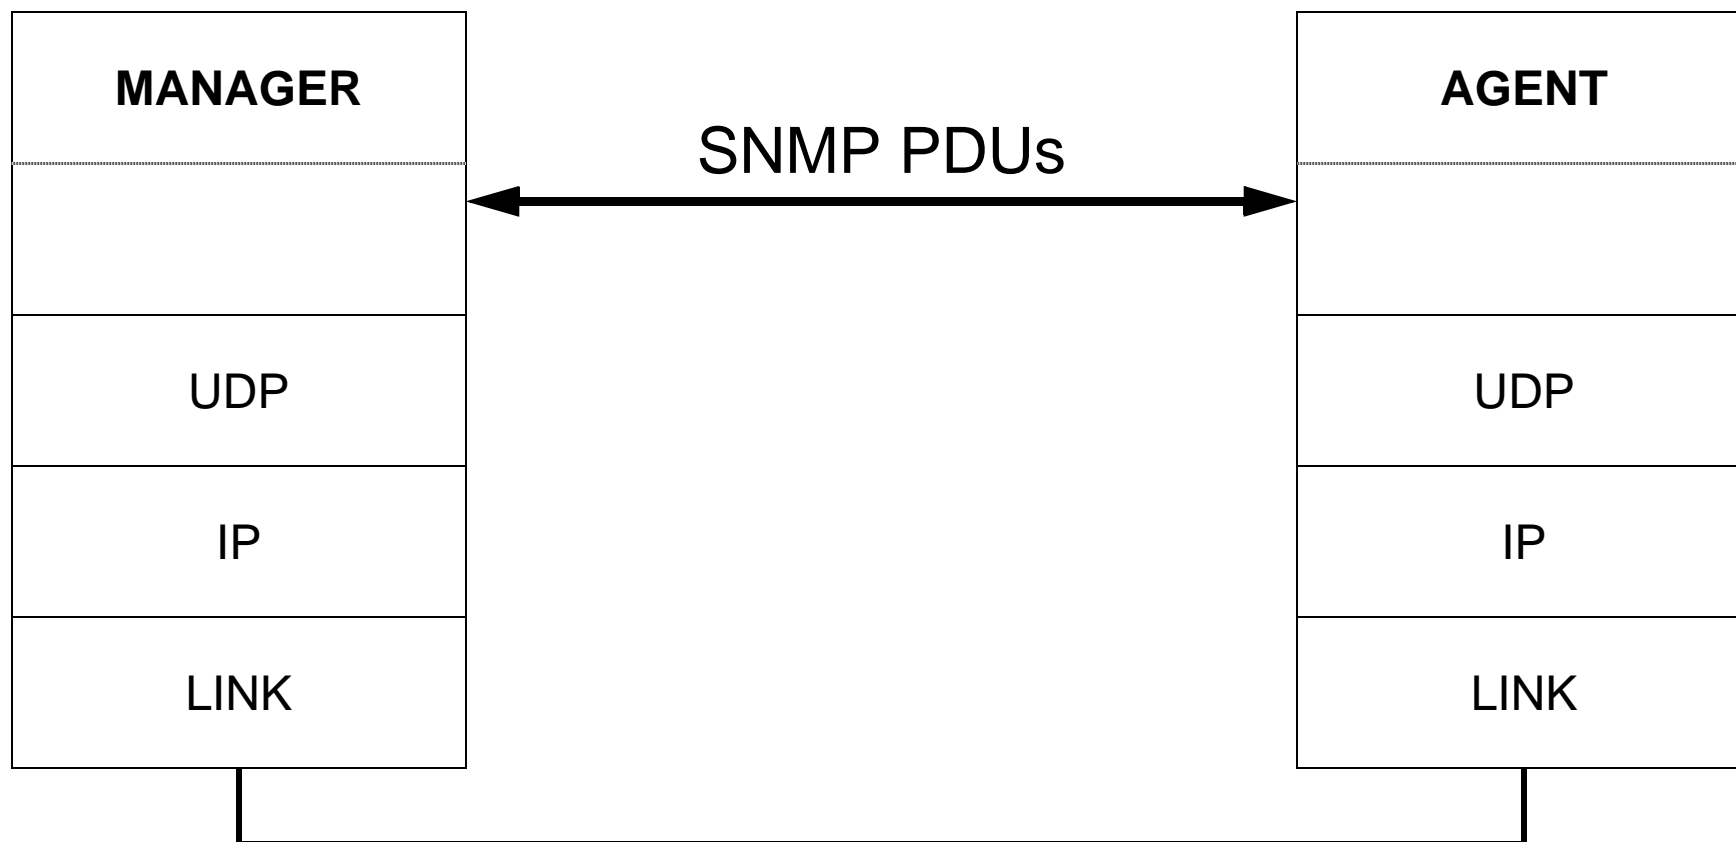 MANAGER
AGENT
SNMP PDUs
UDP
UDP
IP
IP
LINK
LINK